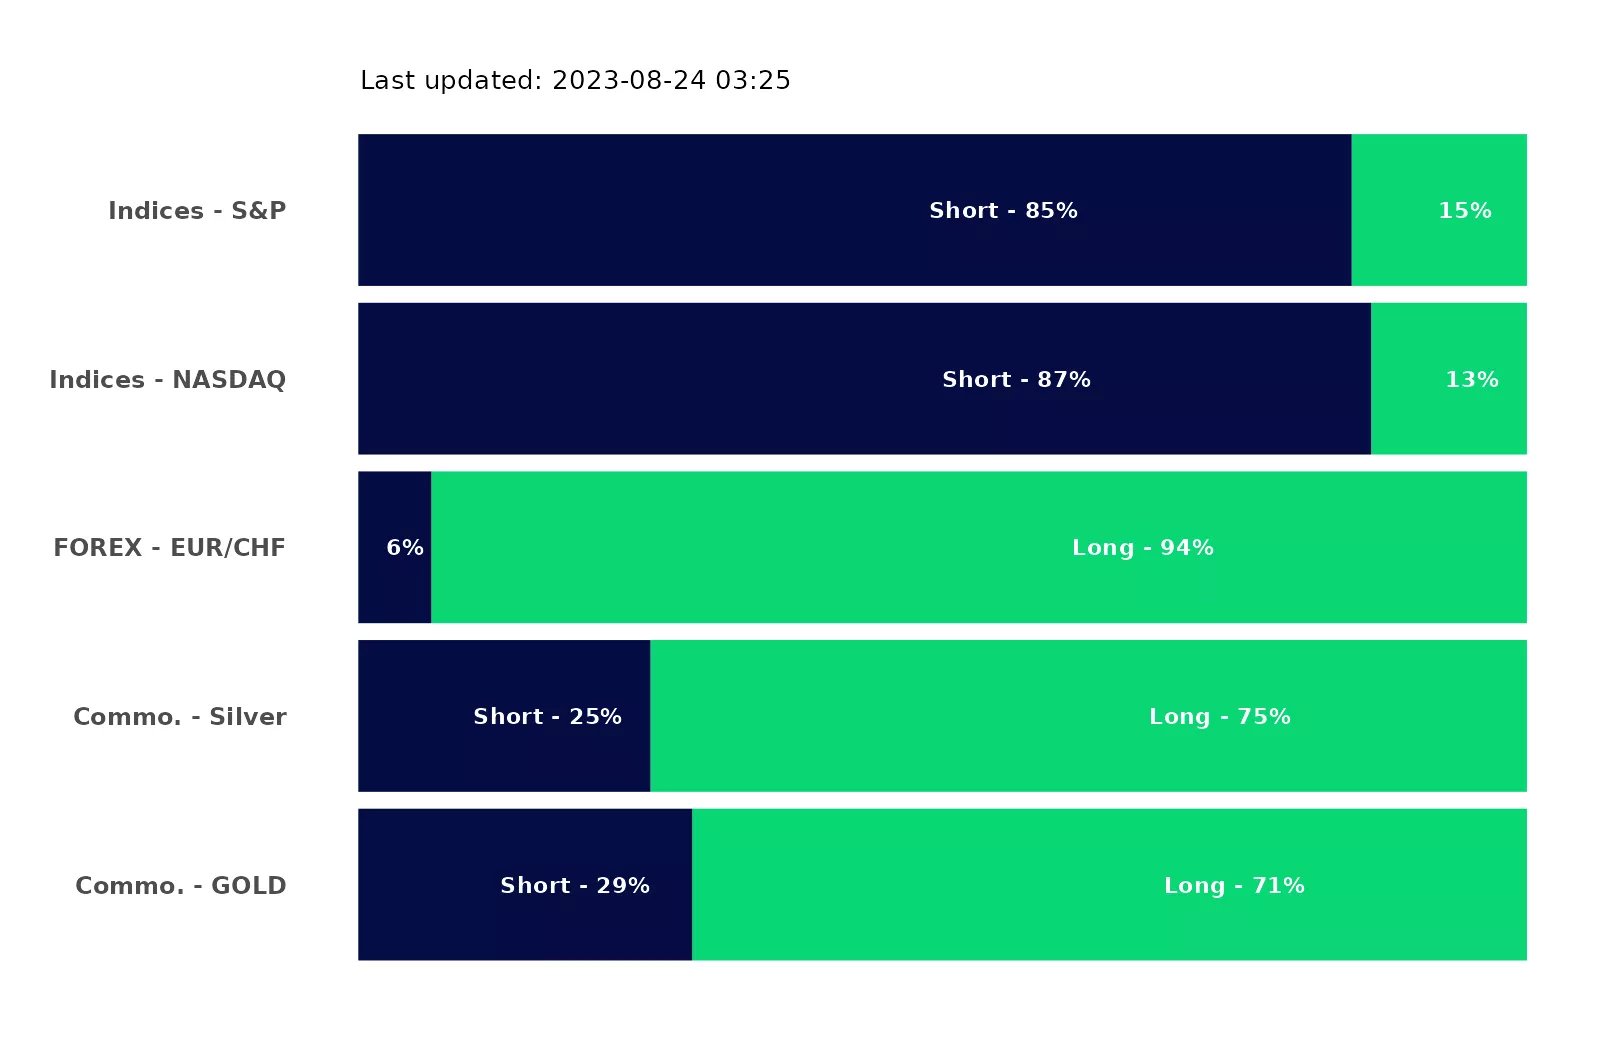 Last updated: 2023-08-24 03:25
Indices - S&P Short - 85% 15%
Indices - NASDAQ Short - 87% 13%
FOREX - EUR/CHF 6% Long - 94%
Commo. - Silver Short - 25% Long - 75%
Commo. - GOLD Short - 29% Long - 71%